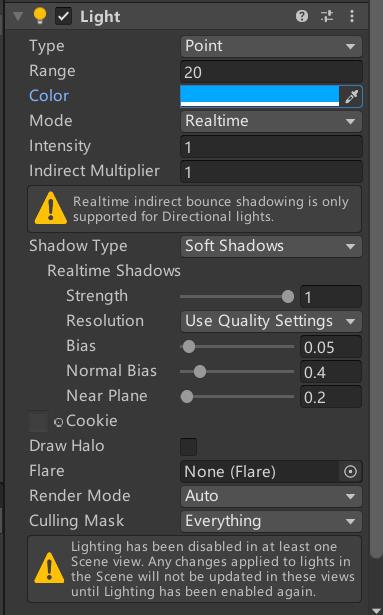 Light
Type Point
Range 20
Color
Mode Realtime
Intensity 1
Indirect Multiplier 1
Realtime indirect bounce shadowing is only
supported for Directional lights.
Shadow Type Soft Shadows
Realtime Shadows
Strength 1
Resolution Use Quality Settings
Bias 0.05
Normal Bias 0.4
Near Plane 0.2
Cookie
Draw Halo
Flare None (Flare)
Render Mode Auto
Culling Mask Everything
Lighting has been disabled in at least one
Scene view. Any changes applied to lights in
the Scene will not be updated in these views
until Lighting has been enabled again.